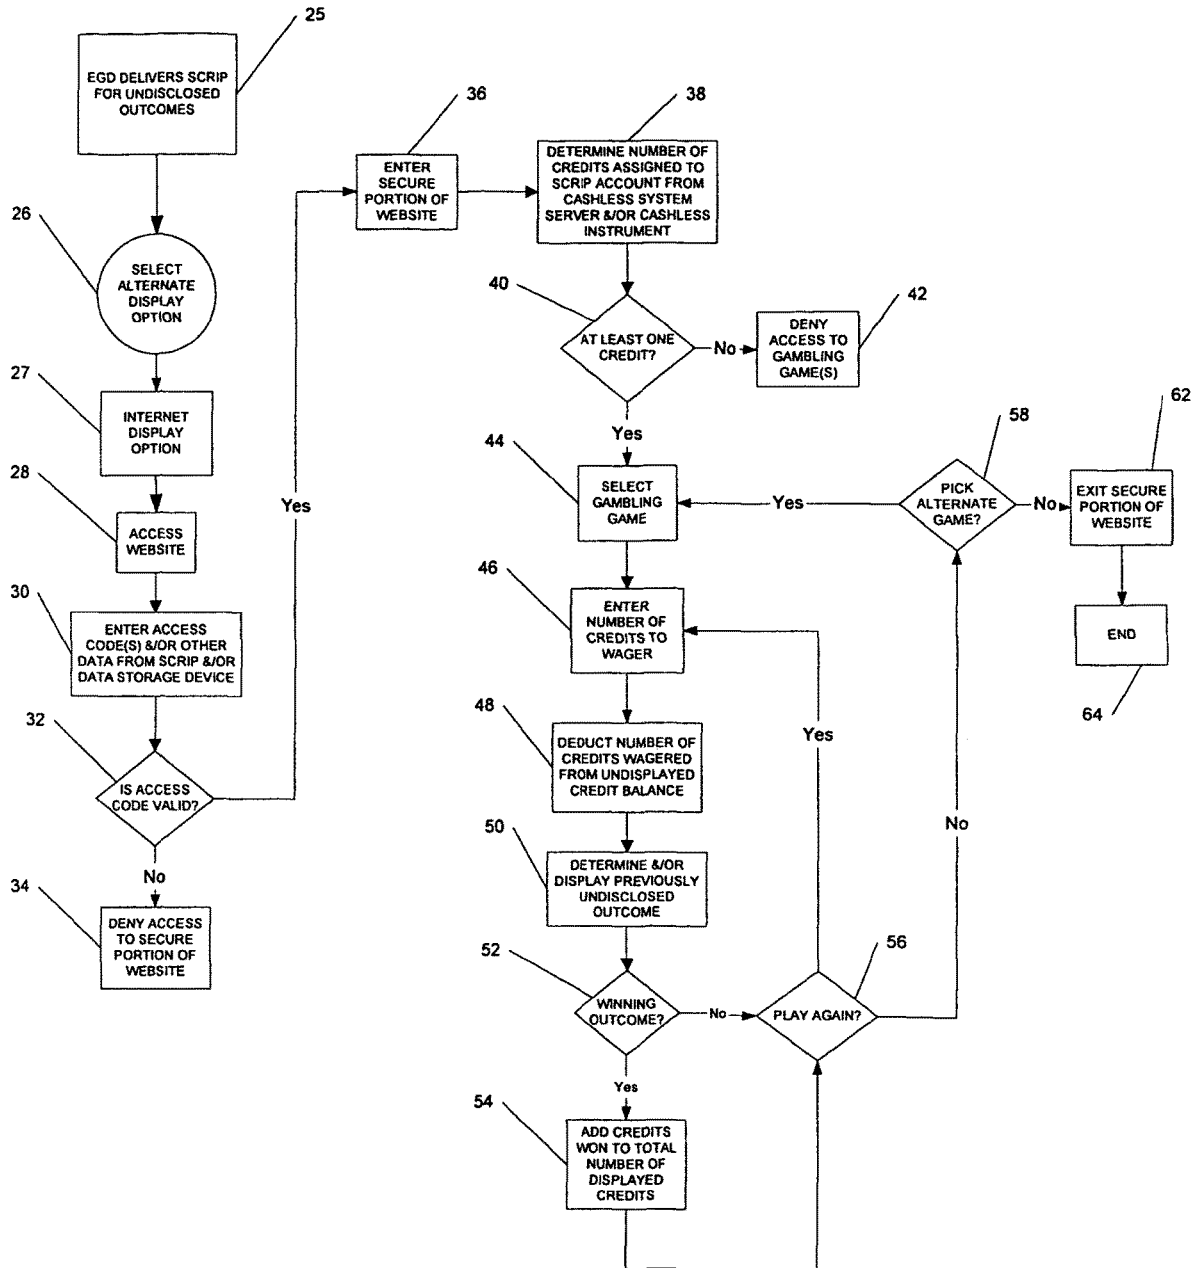 25
EGD DELIVERS SCRIP
FOR UNDISCLOSED
OUTCOMES
26
SELECT
ALTERNATE
DISPLAY
OPTION
27
INTERNET
DISPLAY
OPTION
28
ACCESS
WEBSITE
30
ENTER ACCESS
CODE(S) &/OR OTHER
DATA FROM SCRIP &/OR
DATA STORAGE DEVICE
32
IS ACCESS
CODE VALID?
Yes
No
34
DENY ACCESS
TO SECURE
PORTION OF
WEBSITE
36
ENTER
SECURE
PORTION OF
WEBSITE
38
DETERMINE NUMBER OF
CREDITS ASSIGNED TO
SCRIP ACCOUNT FROM
CASHLESS SYSTEM
SERVER &/OR CASHLESS
INSTRUMENT
40
AT LEAST ONE
CREDIT?
No
42
DENY
ACCESS TO
GAMBLING
GAME(S)
Yes
44
SELECT
GAMBLING
GAME
46
ENTER
NUMBER OF
CREDITS TO
WAGER
48
DEDUCT NUMBER OF
CREDITS WAGERED
FROM UNDISPLAYED
CREDIT BALANCE
50
DETERMINE &/OR
DISPLAY PREVIOUSLY
UNDISCLOSED
OUTCOME
52
WINNING
OUTCOME?
No
Yes
54
ADD CREDITS
WON TO TOTAL
NUMBER OF
DISPLAYED
CREDITS
56
PLAY AGAIN?
Yes
No
58
PICK
ALTERNATE
GAME?
Yes
No
62
EXIT SECURE
PORTION OF
WEBSITE
END
64